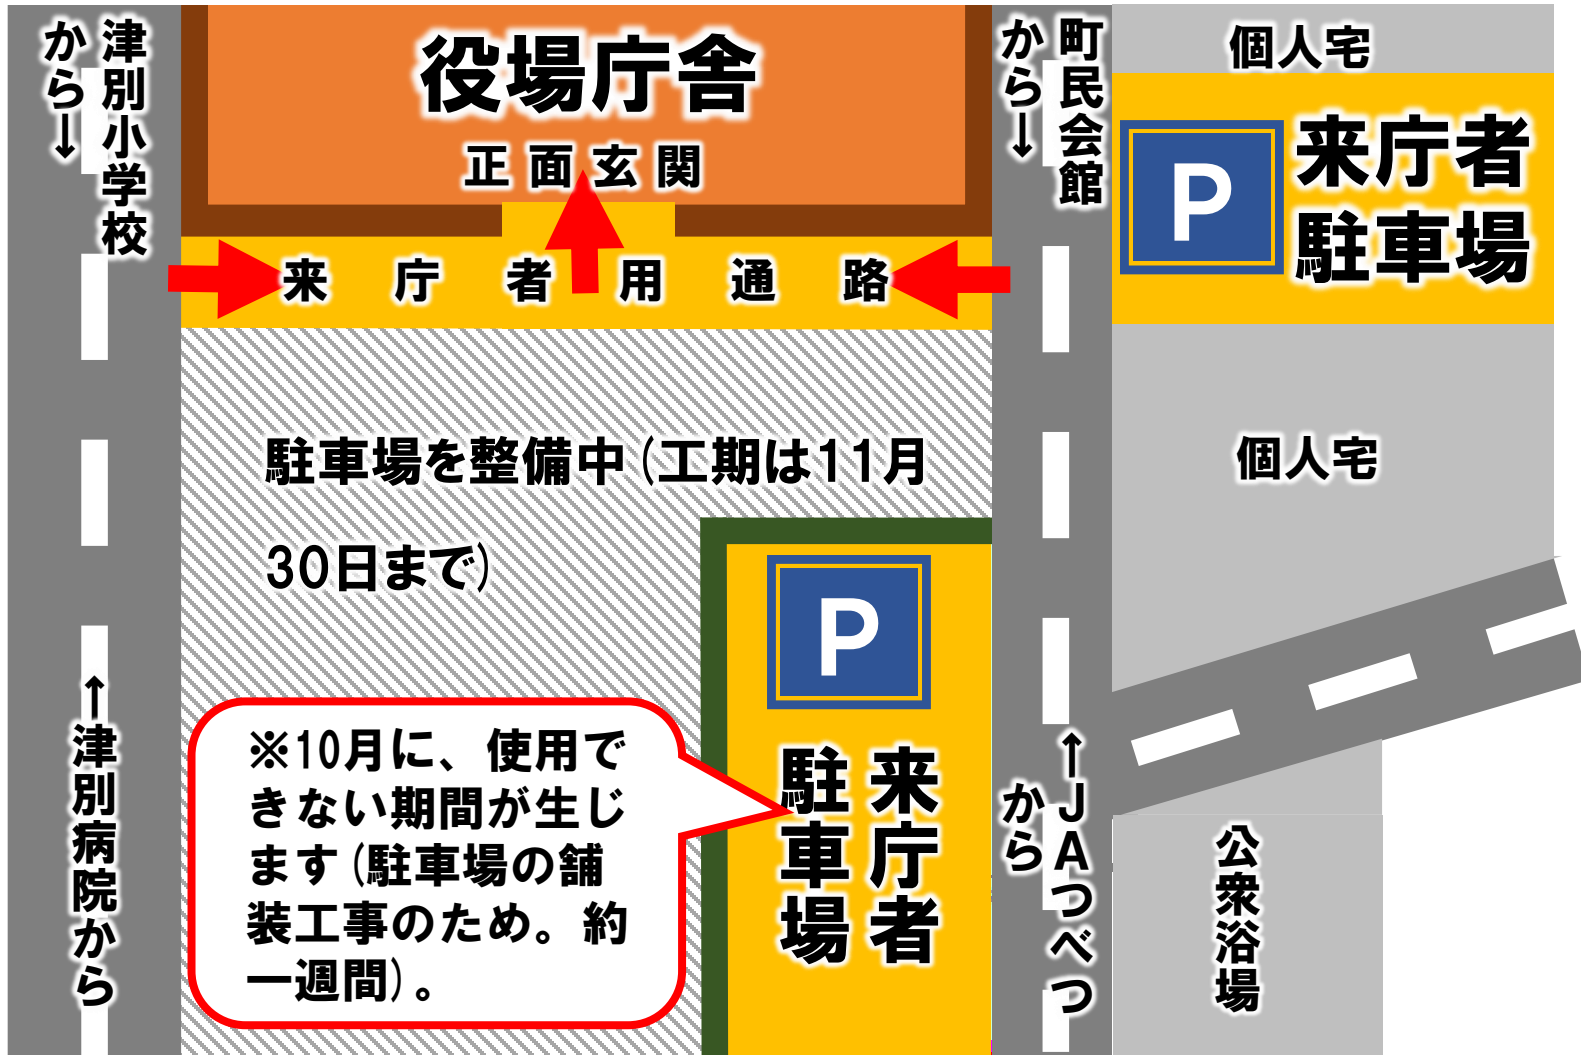 津別小学校
から↓
役場庁舎
正面玄関
町民会館
から↓
個人宅
P
来庁者
駐車場
来庁者用通路
駐車場を整備中(工期は11月
30日まで)
個人宅
P
来庁者
駐車場
※10月に、使用で
きない期間が生じ
ます(駐車場の舗
装工事のため。約
一週間)。
↑津別病院から
↑JAつべつ
から
公衆浴場